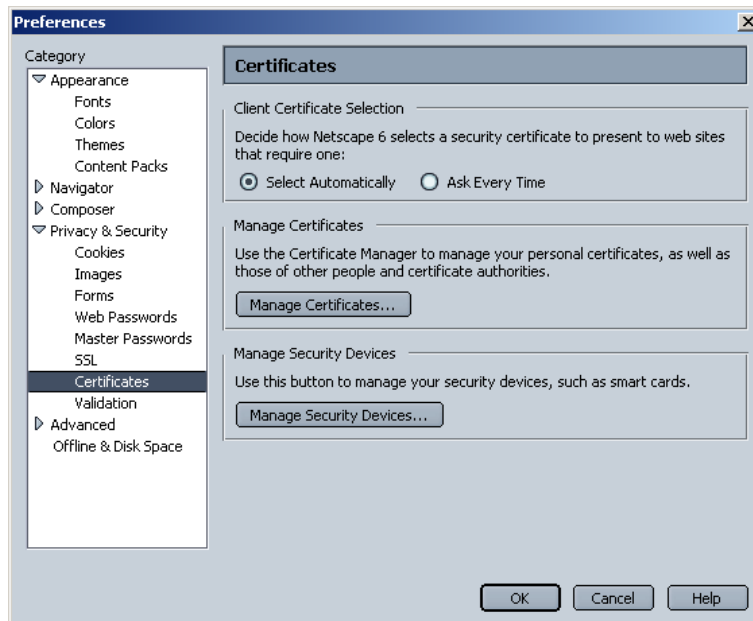 Preferences
Category
Appearance
Fonts
Colors
Themes
Content Packs
Navigator
Composer
Privacy & Security
Cookies
Images
Forms
Web Passwords
Master Passwords
SSL
Certificates
Validation
Advanced
Offline & Disk Space
Certificates
Client Certificate Selection
Decide how Netscape 6 selects a security certificate to present to web sites
that require one:
Select Automatically Ask Every Time
Manage Certificates
Use the Certificate Manager to manage your personal certificates, as well as
those of other people and certificate authorities.
Manage Certificates...
Manage Security Devices
Use this button to manage your security devices, such as smart cards.
Manage Security Devices...
OK Cancel Help